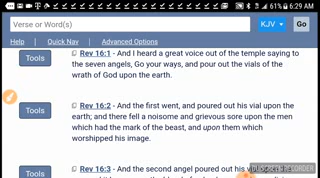 61% 6:29 AM
Verse or Word(s)
KJV
Go
Help | Quick Nav | Advanced Options
Tools
Rev 16:1 - And I heard a great voice out of the temple saying to
the seven angels, Go your ways, and pour out the vials of the
wrath of God upon the earth.
Tools
Rev 16:2 - And the first went, and poured out his vial upon the
earth; and there fell a noisome and grievous sore upon the men
which had the mark of the beast, and upon them which
worshipped his image.
Tools
Rev 16:3 - And the second angel poured out his vial upon the